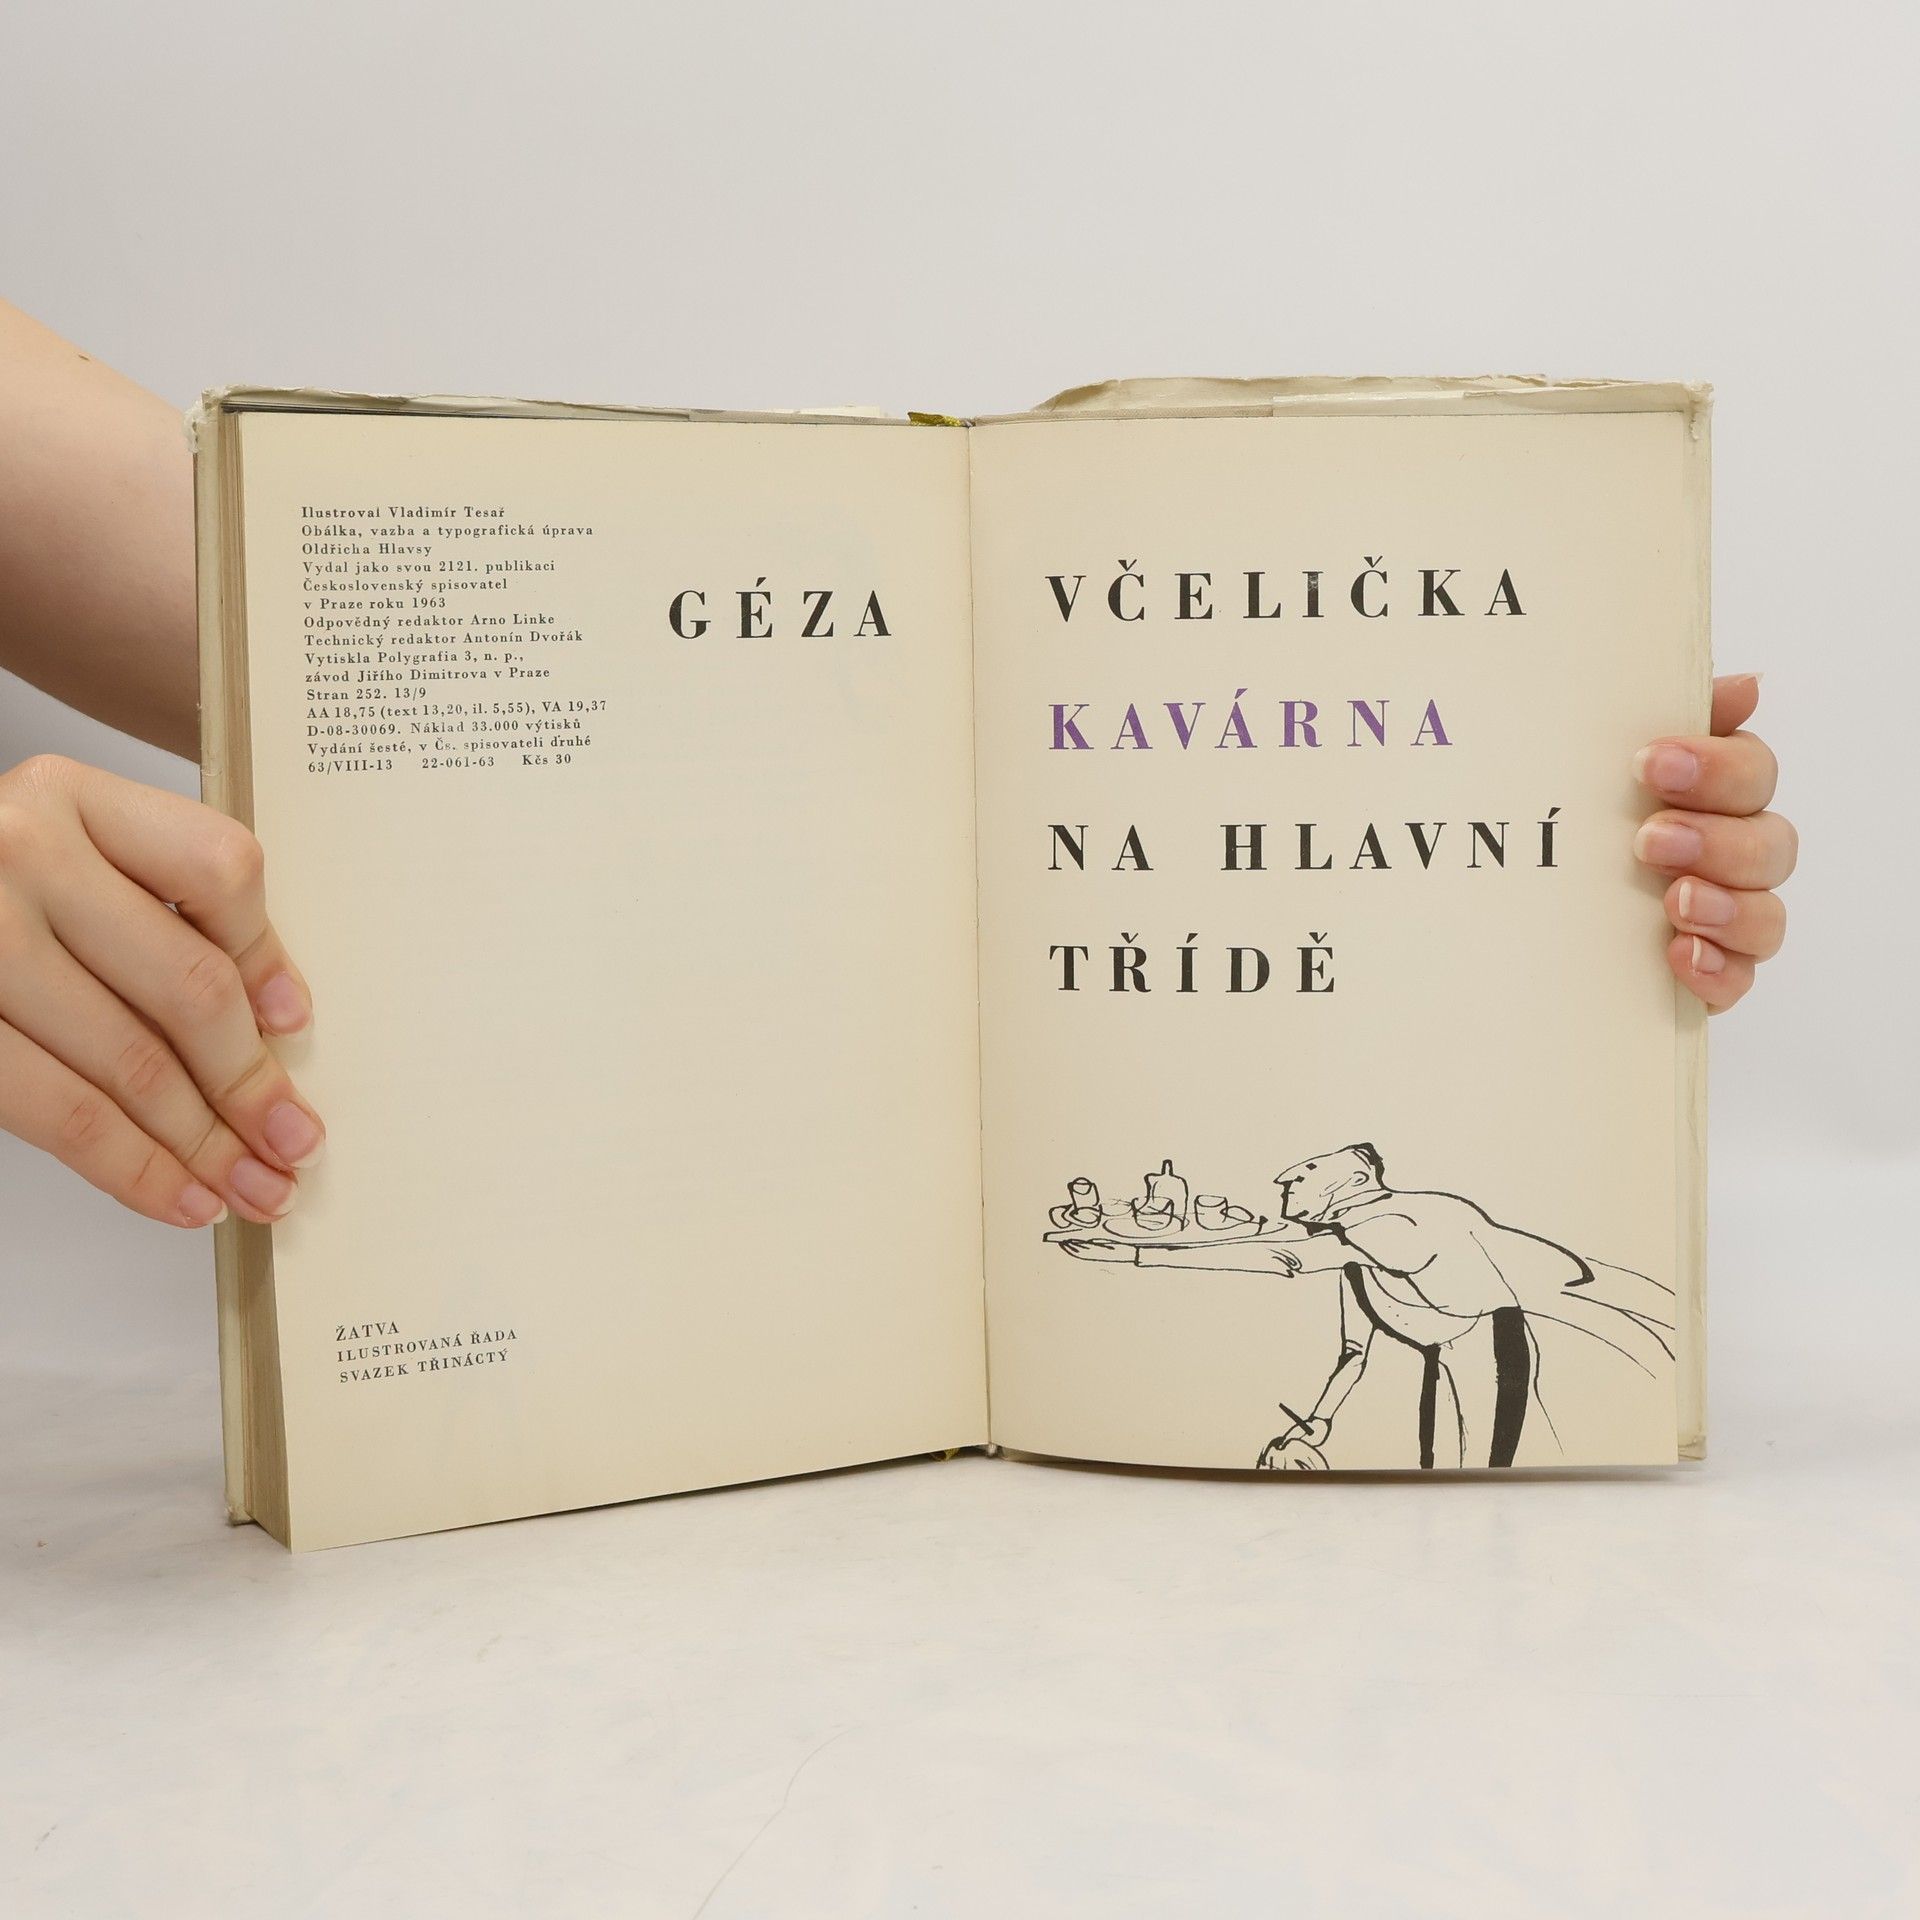 Ilustroval Vladimír Tesař
Obálka, vazba a typografická úprava
Oldřicha Hlavsy
Vydal jako svou 2121. publikaci
Československý spisovatel
v Praze roku 1963
Odpovědný redaktor Arno Linke
Technický redaktor Antonín Dvořák
Vytiskla Polygrafia 3, n. p.,
závod Jiřího Dimitrova v Praze
Stran 252. 13/9
AA 18,75 (text 13,20, il. 5,55), VA 19,37
D-08-30069. Náklad 33.000 výtisků
Vydání šesté, v Čs. spisovateli druhé
63/VIII-13 22-061-63 Kčs 30
ŽATVA
ILUSTROVANÁ ŘADA
SVAZEK TŘINÁCTÝ
GÉZA
VČELIČKA
KAVÁRNA
NA HLAVNÍ
TŘÍDĚ